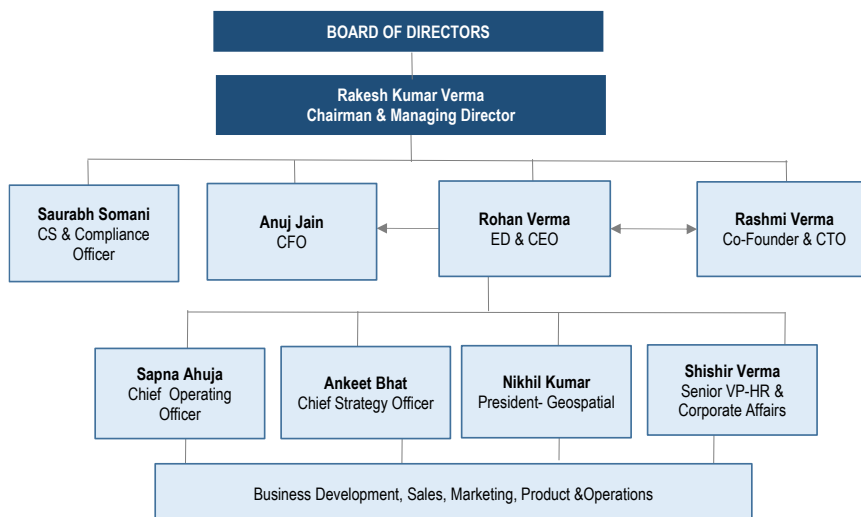 BOARD OF DIRECTORS
Rakesh Kumar Verma
Chairman & Managing Director
Saurabh Somani
CS & Compliance
Officer
Anuj Jain
CFO
Rohan Verma
ED & CEO
Rashmi Verma
Co-Founder & CTO
Sapna Ahuja
Chief Operating
Officer
Ankeet Bhat
Chief Strategy Officer
Nikhil Kumar
President- Geospatial
Shishir Verma
Senior VP-HR &
Corporate Affairs
Business Development, Sales, Marketing, Product &Operations